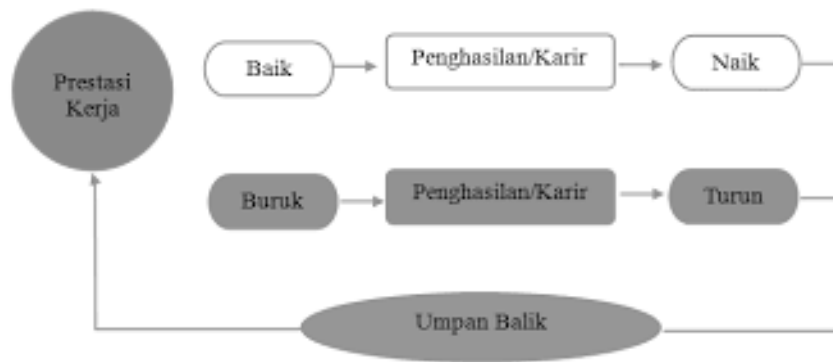 Prestasi
Kerja
Baik
Penghasilan/Karir
Naik
Buruk
Penghasilan/Karir
Turun
Umpan Balik